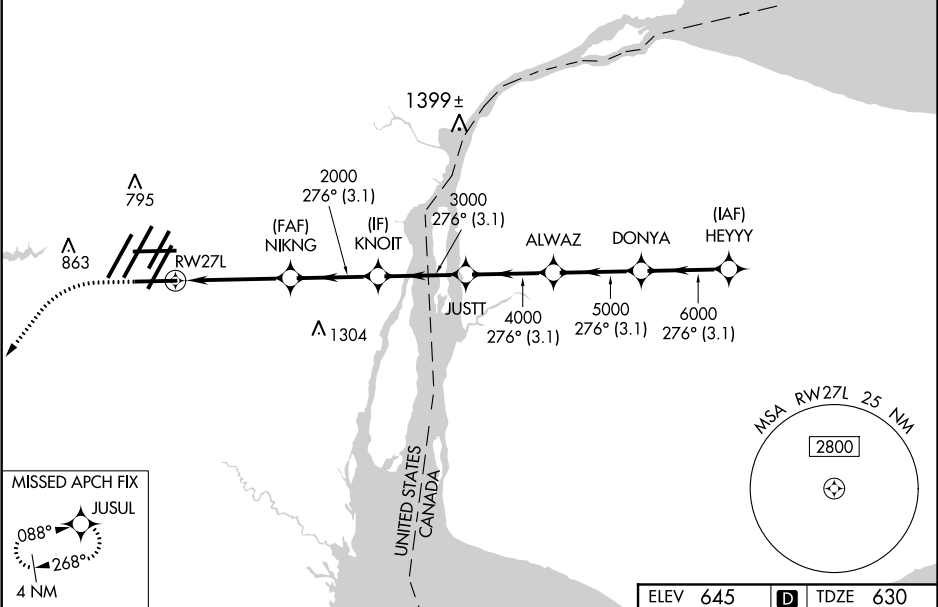 1399±
795
2000
276° (3.1)
3000
276° (3.1)
(FAF)
NIKNG
(IF)
KNOIT
ALWAZ
DONYA
(IAF)
HEYYY
863
RW27L
JUSTT
4000
276° (3.1)
5000
276° (3.1)
6000
276° (3.1)
1304
MSA RW27L 25 NM
2800
UNITED STATES
CANADA
MISSED APCH FIX
JUSUL
088°
268°
4 NM
ELEV 645 D TDZE 630